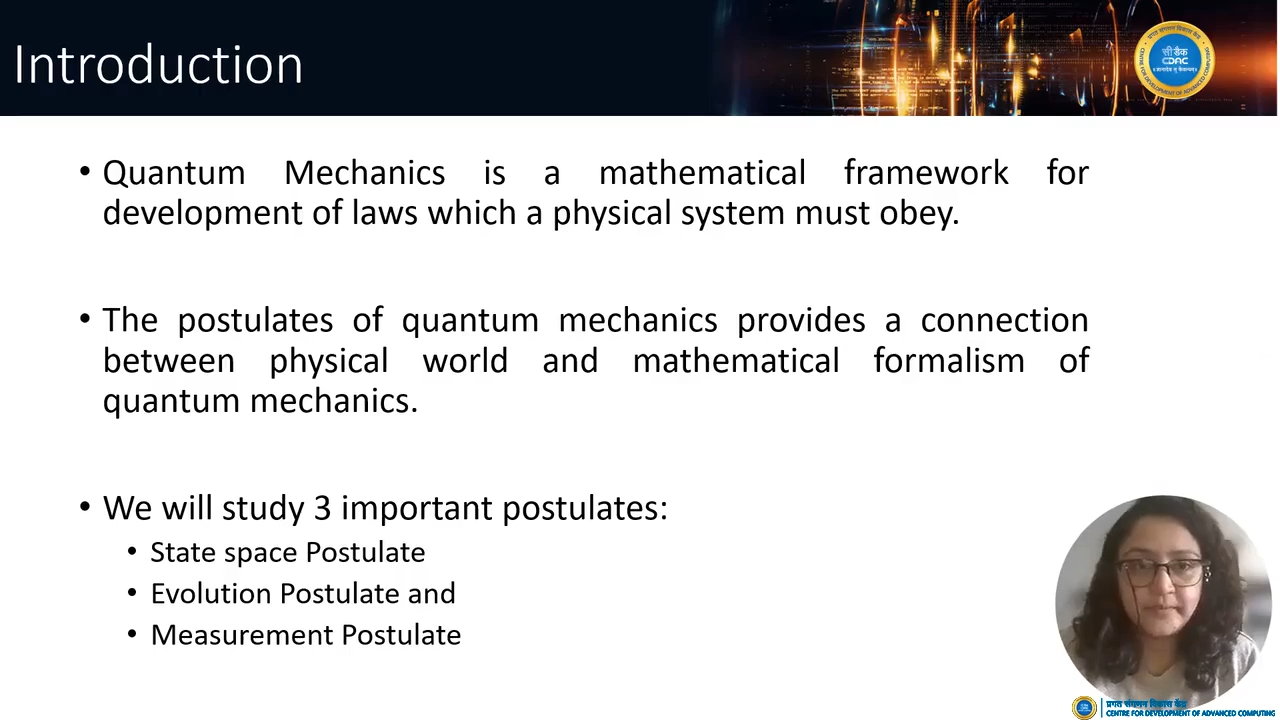 Introduction
सी डैक
CDAC
CENTRE FOR DEVELOPMENT OF ADVANCED COMPUTING
• Quantum Mechanics is a mathematical framework for
development of laws which a physical system must obey.
• The postulates of quantum mechanics provides a connection
between physical world and mathematical formalism of
quantum mechanics.
• We will study 3 important postulates:
• State space Postulate
• Evolution Postulate and
• Measurement Postulate
प्रगत संगणन विकास केंद्र
CENTRE FOR DEVELOPMENT OF ADVANCED COMPUTING